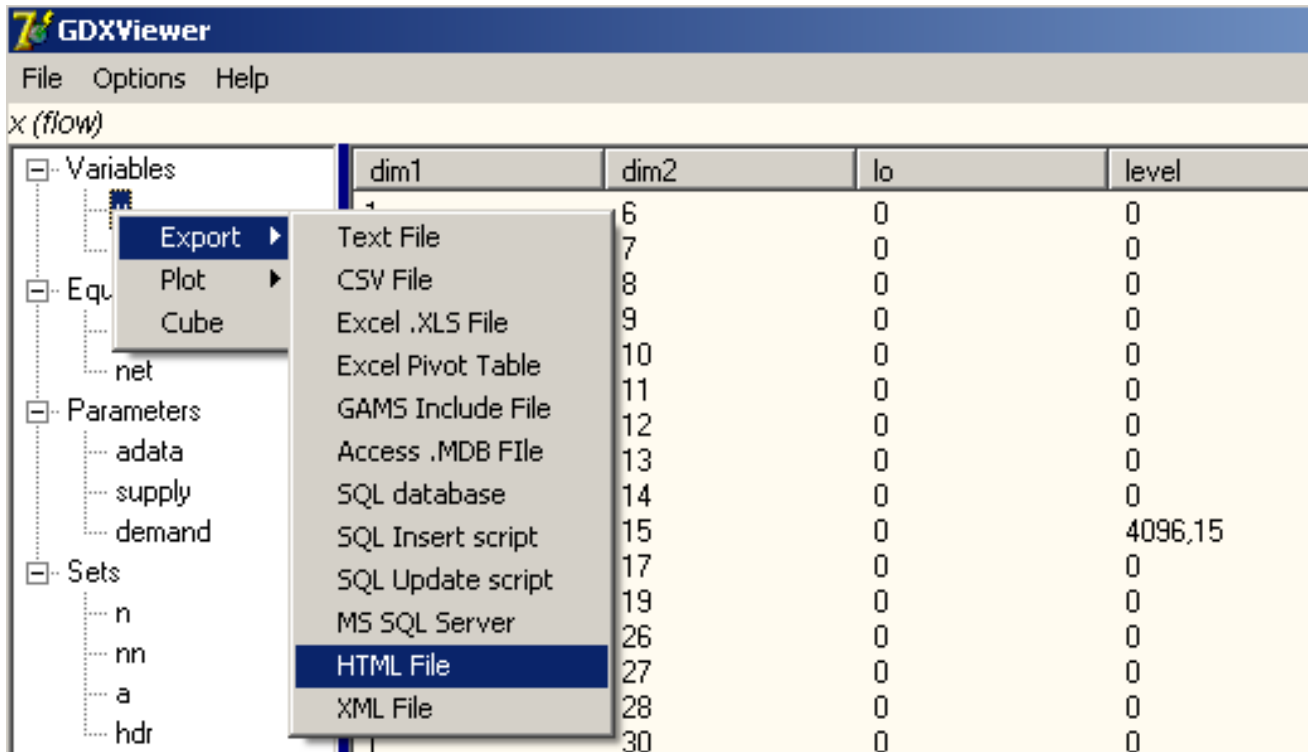 GDXViewer
File Options Help
x (flow)
Variables
Equ
net
Parameters
adata
supply
demand
Sets
n
nn
a
hdr
Export
Plot
Cube
Text File
CSV File
Excel .XLS File
Excel Pivot Table
GAMS Include File
Access .MDB FIle
SQL database
SQL Insert script
SQL Update script
MS SQL Server
HTML File
XML File
dim1 dim2 lo level
6 0 0
7 0 0
8 0 0
9 0 0
10 0 0
11 0 0
12 0 0
13 0 0
14 0 0
15 0 4096,15
17 0 0
19 0 0
26 0 0
27 0 0
28 0 0
30 0 0